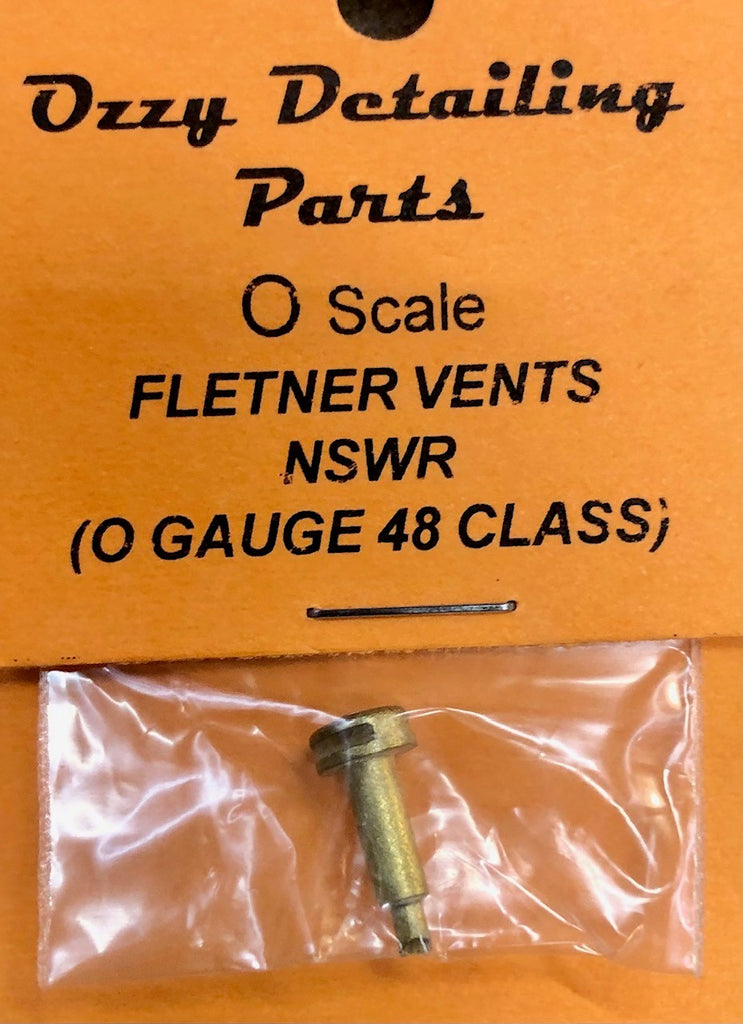 Ozzy Detailing
Parts
O Scale
FLETNER VENTS
NSWR
(O GAUGE 48 CLASS)